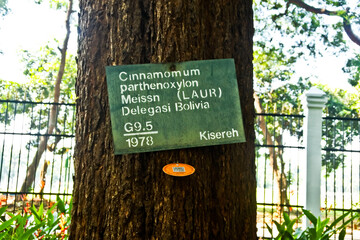 Cinnamomum
parthenoxylon
Meissn (LAUR)
Delegasi Bolivia
G9.5
1978 Kisereh